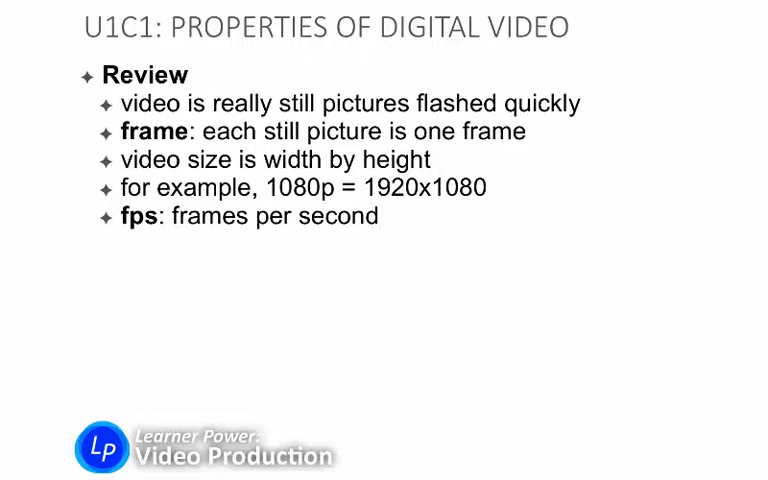 U1C1: PROPERTIES OF DIGITAL VIDEO
Review
video is really still pictures flashed quickly
frame: each still picture is one frame
video size is width by height
for example, 1080p = 1920x1080
fps: frames per second
LP
Learner Power:
Video Production